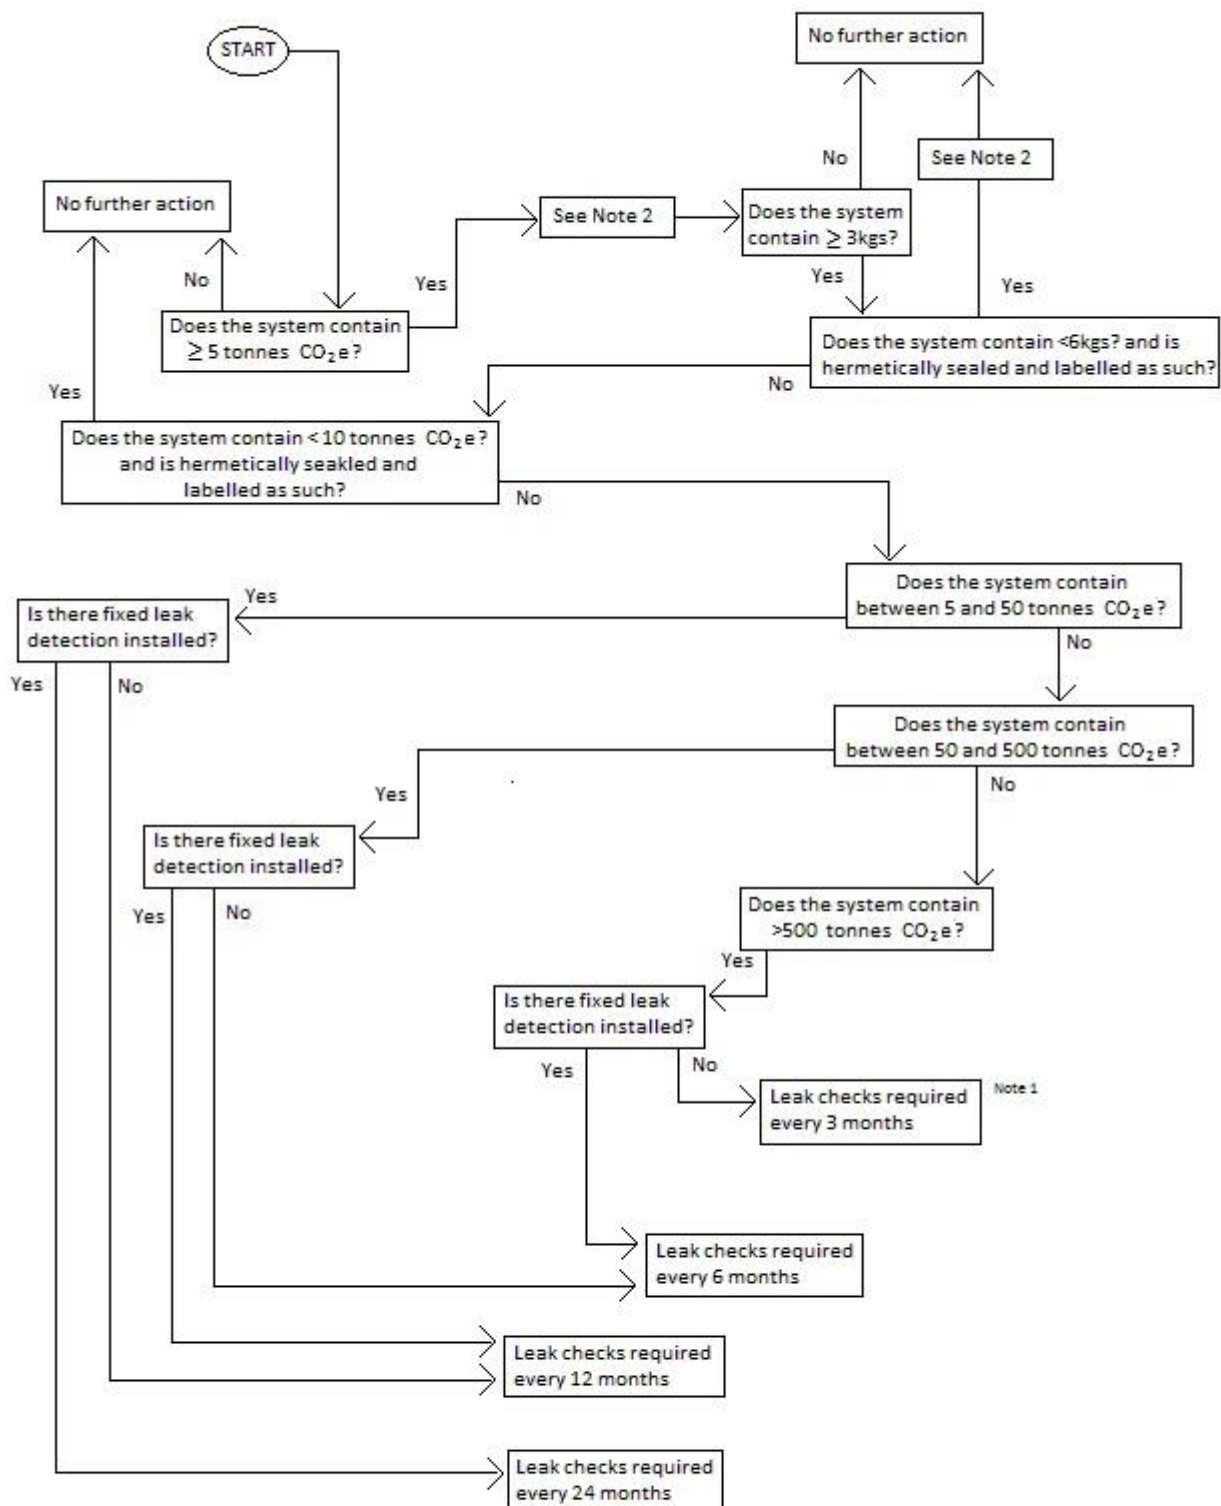 START
No further action
No
See Note 2
No further action
See Note 2
Does the system
contain ≥ 3kgs?
No
Yes
Yes
Yes
Does the system contain
≥ 5 tonnes CO₂e?
Does the system contain <6kgs? and is
hermetically sealed and labelled as such?
Yes
No
Does the system contain < 10 tonnes CO₂e?
and is hermetically seakled and
labelled as such?
No
Does the system contain
between 5 and 50 tonnes CO₂e?
Yes
Is there fixed leak
detection installed?
No
Yes
No
Does the system contain
between 50 and 500 tonnes CO₂e?
Yes
No
Is there fixed leak
detection installed?
Yes
No
Does the system contain
>500 tonnes CO₂e?
Yes
Is there fixed leak
detection installed?
Yes
No
Leak checks required
every 3 months
Note 1
Leak checks required
every 6 months
Leak checks required
every 12 months
Leak checks required
every 24 months